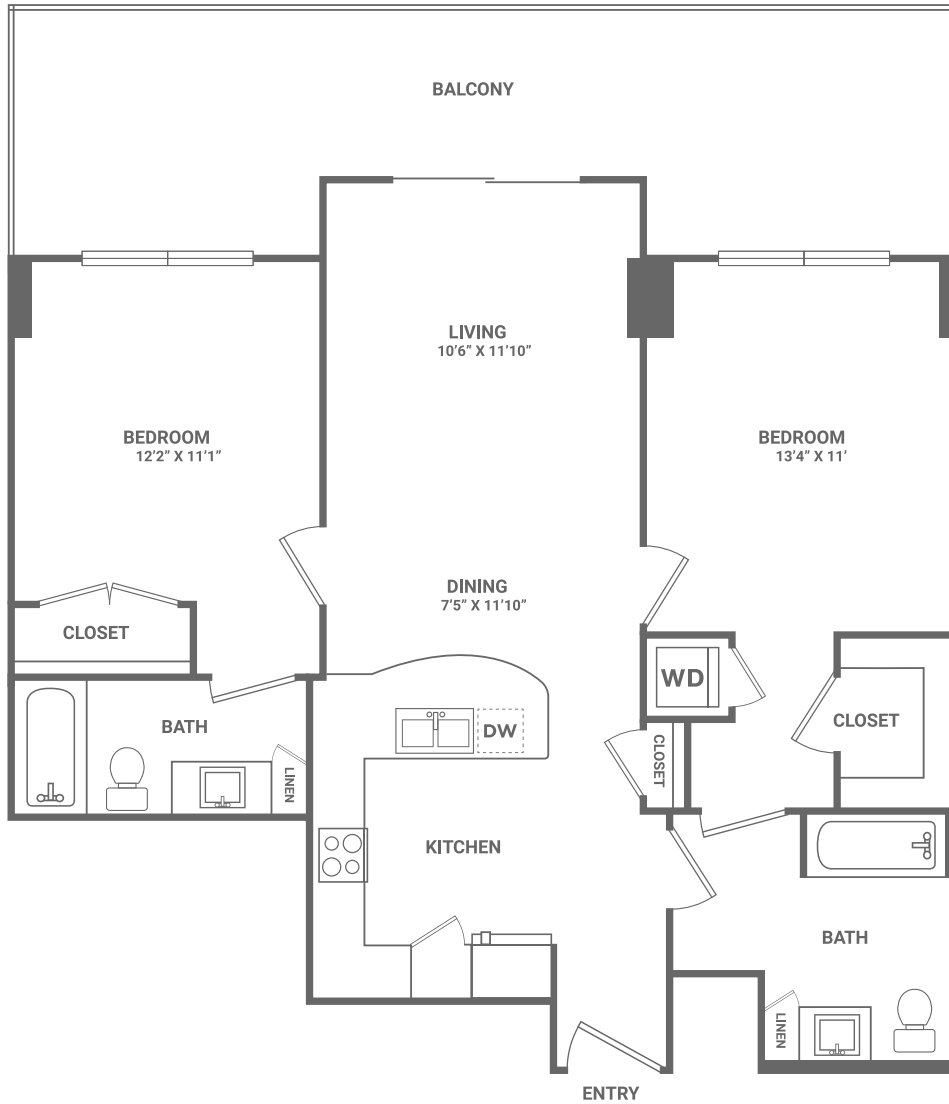 BALCONY
LIVING
10'6” X 11'10”
BEDROOM
12'2” X 11'1”
BEDROOM
13'4” X 11'
DINING
7'5” X 11'10”
CLOSET
WD
CLOSET
BATH
DW
CLOSET
LINEN
KITCHEN
BATH
LINEN
ENTRY